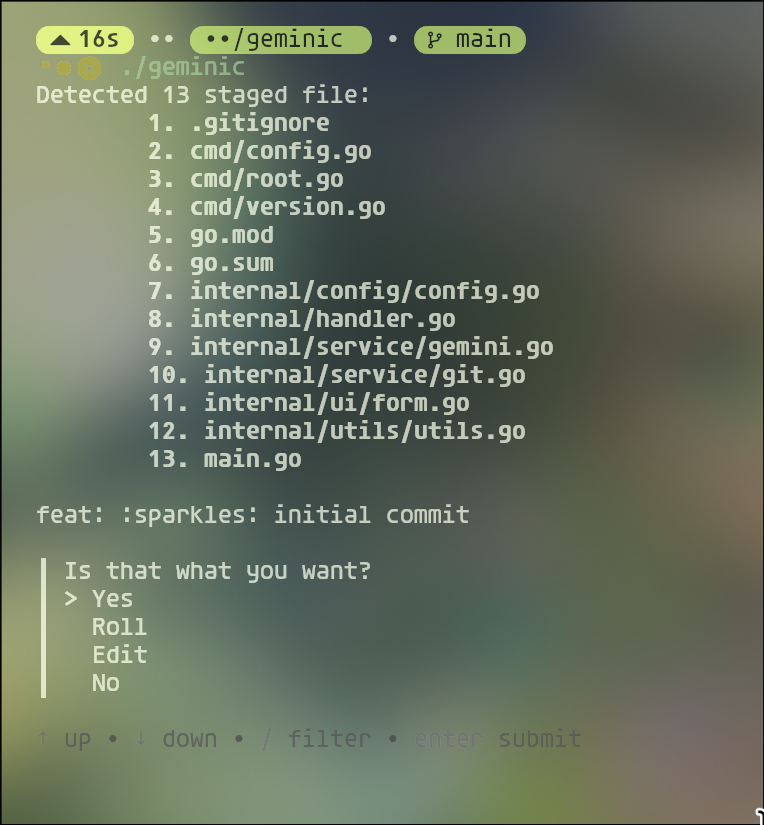 16s •• ••/geminic • main
./geminic
Detected 13 staged file:
1. .gitignore
2. cmd/config.go
3. cmd/root.go
4. cmd/version.go
5. go.mod
6. go.sum
7. internal/config/config.go
8. internal/handler.go
9. internal/service/gemini.go
10. internal/service/git.go
11. internal/ui/form.go
12. internal/utils/utils.go
13. main.go
feat: :sparkles: initial commit
Is that what you want?
> Yes
Roll
Edit
No
↑ up • ↓ down • / filter • enter submit